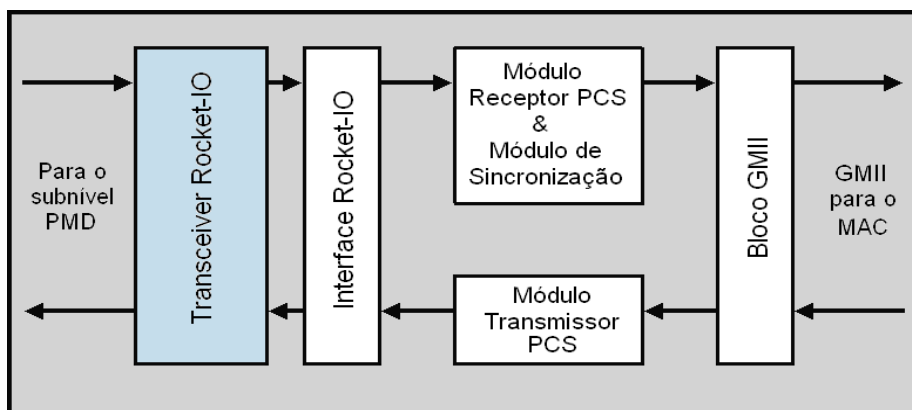 Para o
subnível
PMD
Transceiver Rocket-IO
Interface Rocket-IO
Módulo
Receptor PCS
&
Módulo de
Sincronização
Módulo
Transmissor
PCS
Bloco GMII
GMII
para o
MAC